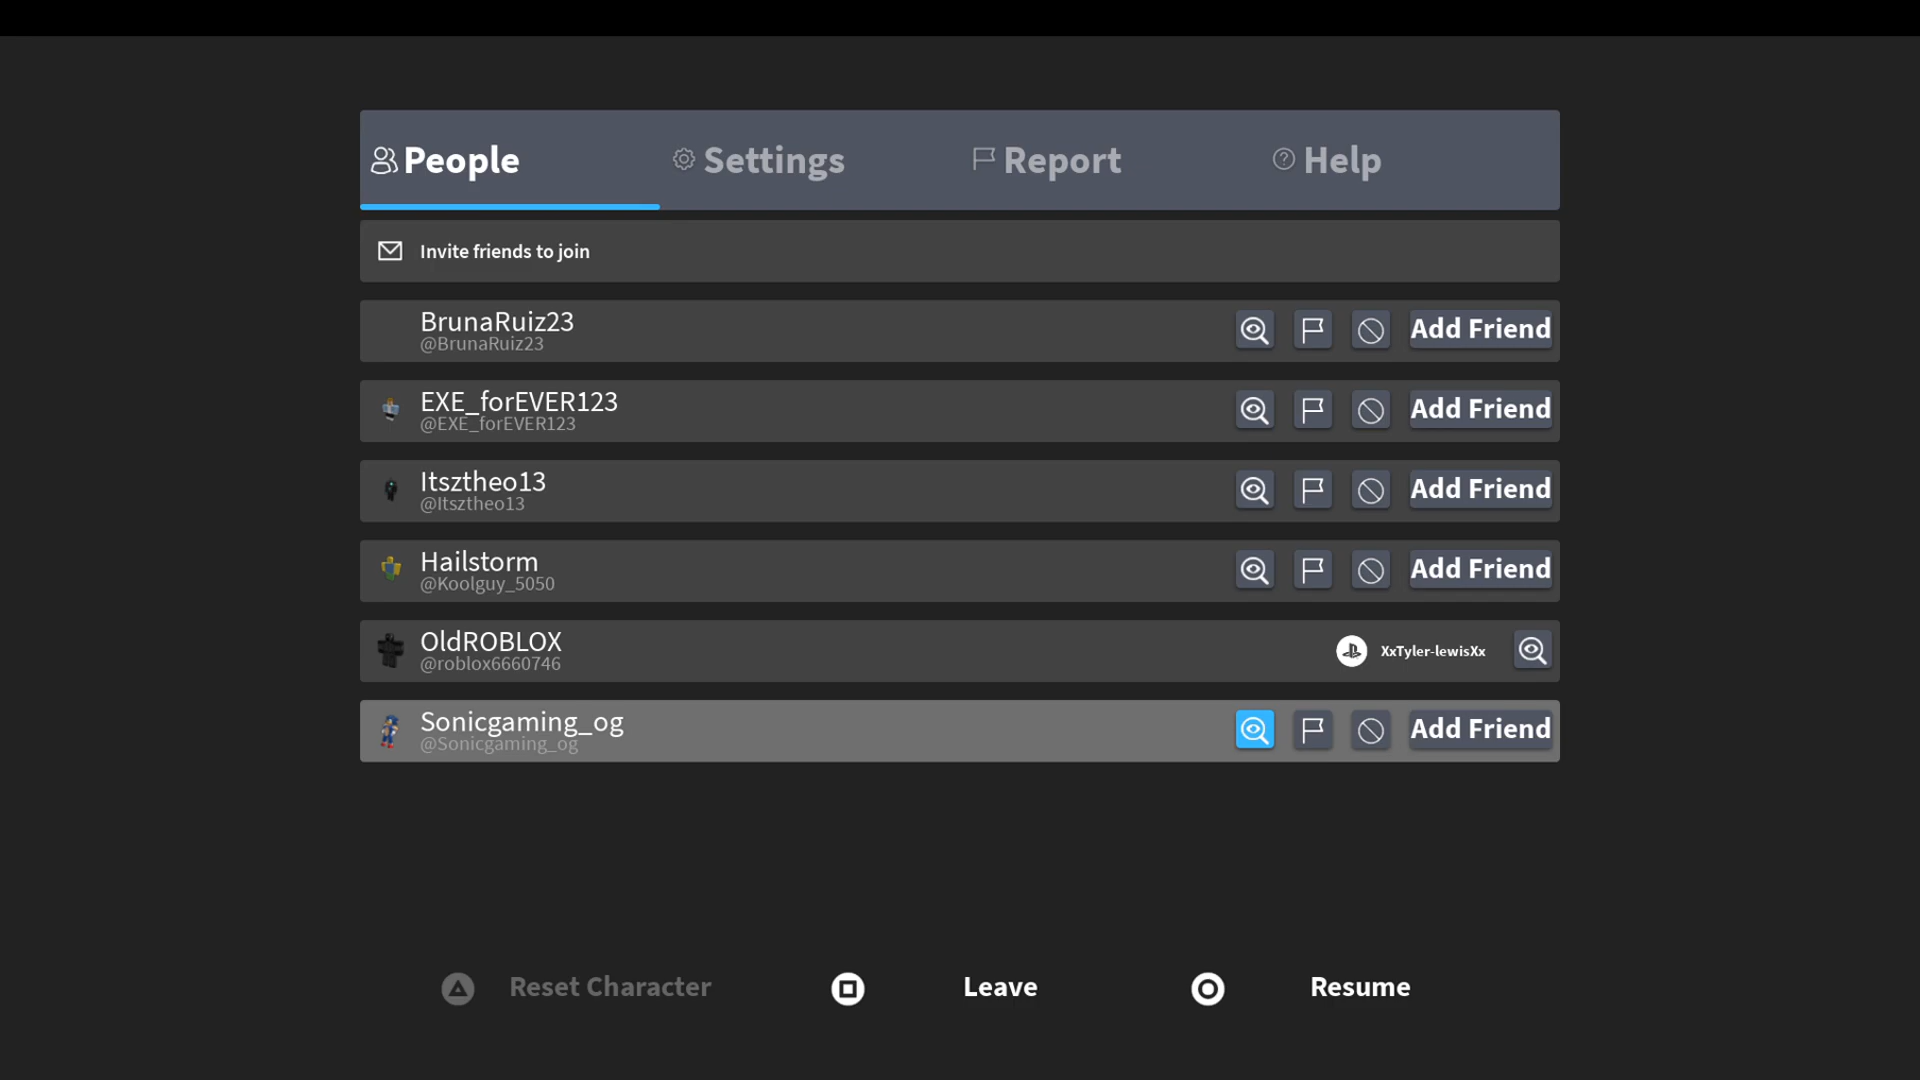 People
Settings
Report
Help
Invite friends to join
BrunaRuiz23
@BrunaRuiz23
Add Friend
EXE_forEVER123
@EXE_forEVER123
Add Friend
Itsztheo13
@Itsztheo13
Add Friend
Hailstorm
@Koolguy_5050
Add Friend
OldROBLOX
@roblox6660746
XxTyler-lewisXx
Sonicgaming_og
@Sonicgaming_og
Add Friend
Reset Character
Leave
Resume